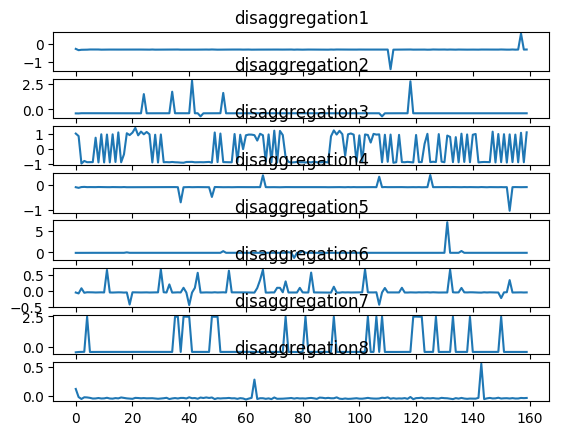 disaggregation1
0
−1
disaggregation2
2.5
0.0
disaggregation3
1
0
−1
disaggregation4
0
−1
disaggregation5
5
0
disaggregation6
0.5
0.0
−0.5
disaggregation7
2.5
0.0
disaggregation8
0.5
0.0
0 20 40 60 80 100 120 140 160